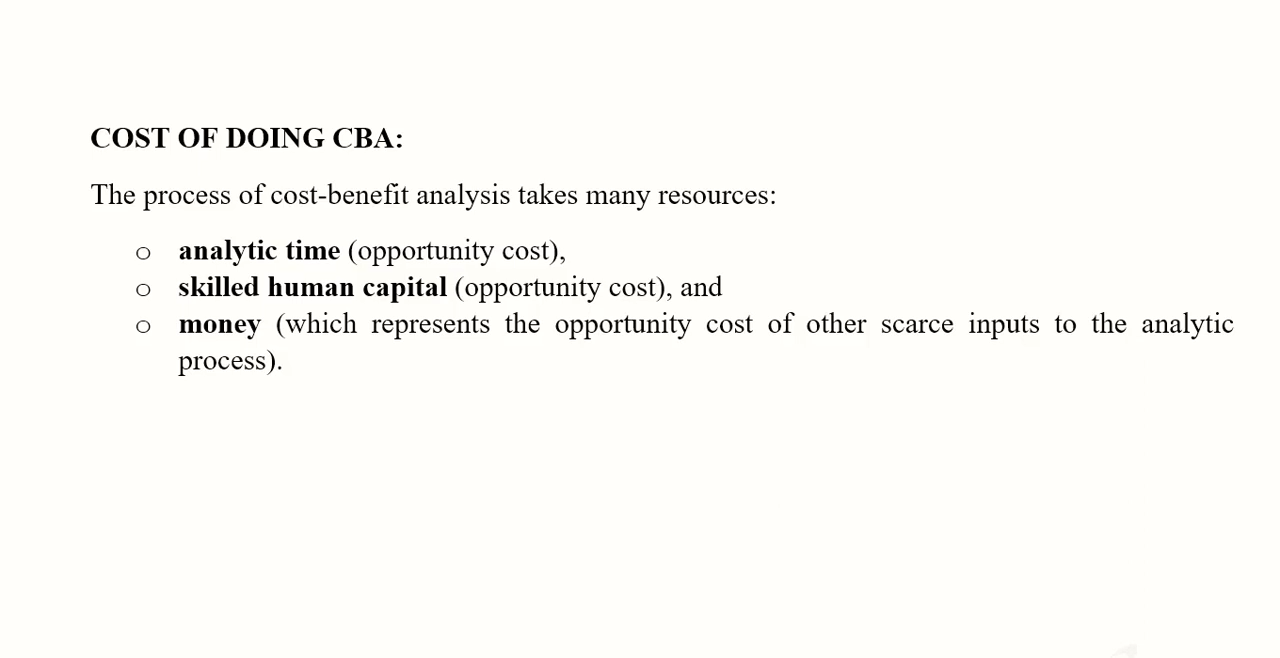 COST OF DOING CBA:
The process of cost-benefit analysis takes many resources:
o analytic time (opportunity cost),
o skilled human capital (opportunity cost), and
o money (which represents the opportunity cost of other scarce inputs to the analytic
process).